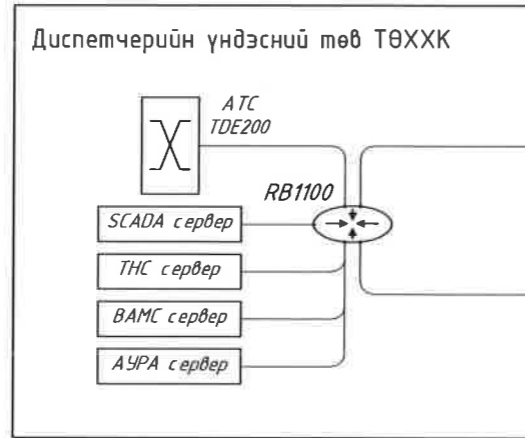 Диспетчерийн үндэсний төв ТӨХХК
АТС
TDE200
RB1100
SCADA сервер
ТНС сервер
ВАМС сервер
АУРА сервер